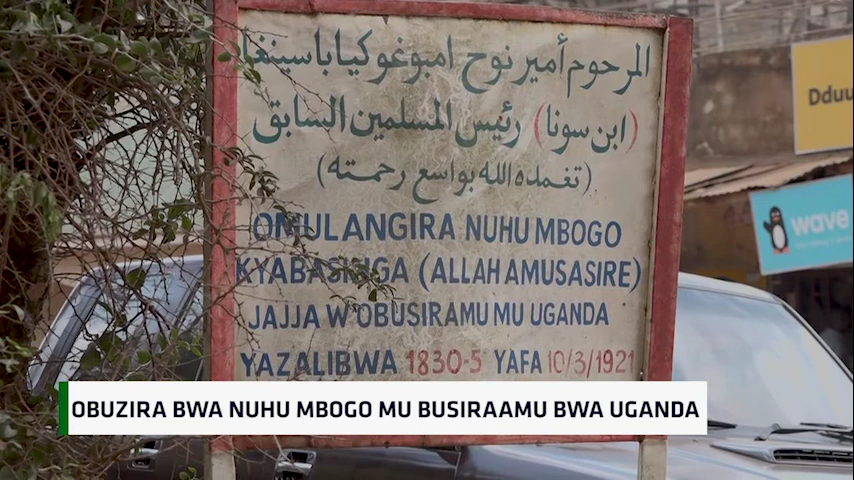 المرحوم أمير نوح امبوغو كياباسينغا
(ابن سونا) رئيس المسلمين السابق
(تغمده الله بواسع رحمته)
OMULANGIRA NUHU MBOGO
KYABASINGA (ALLAH AMUSASIRE)
JAJJA W'OBUSIRAMU MU UGANDA
YAZALIBWA 1830-5 YAFA 10/3/1921
OBUZIRA BWA NUHU MBOGO MU BUSIRAAMU BWA UGANDA
Dduu
wave